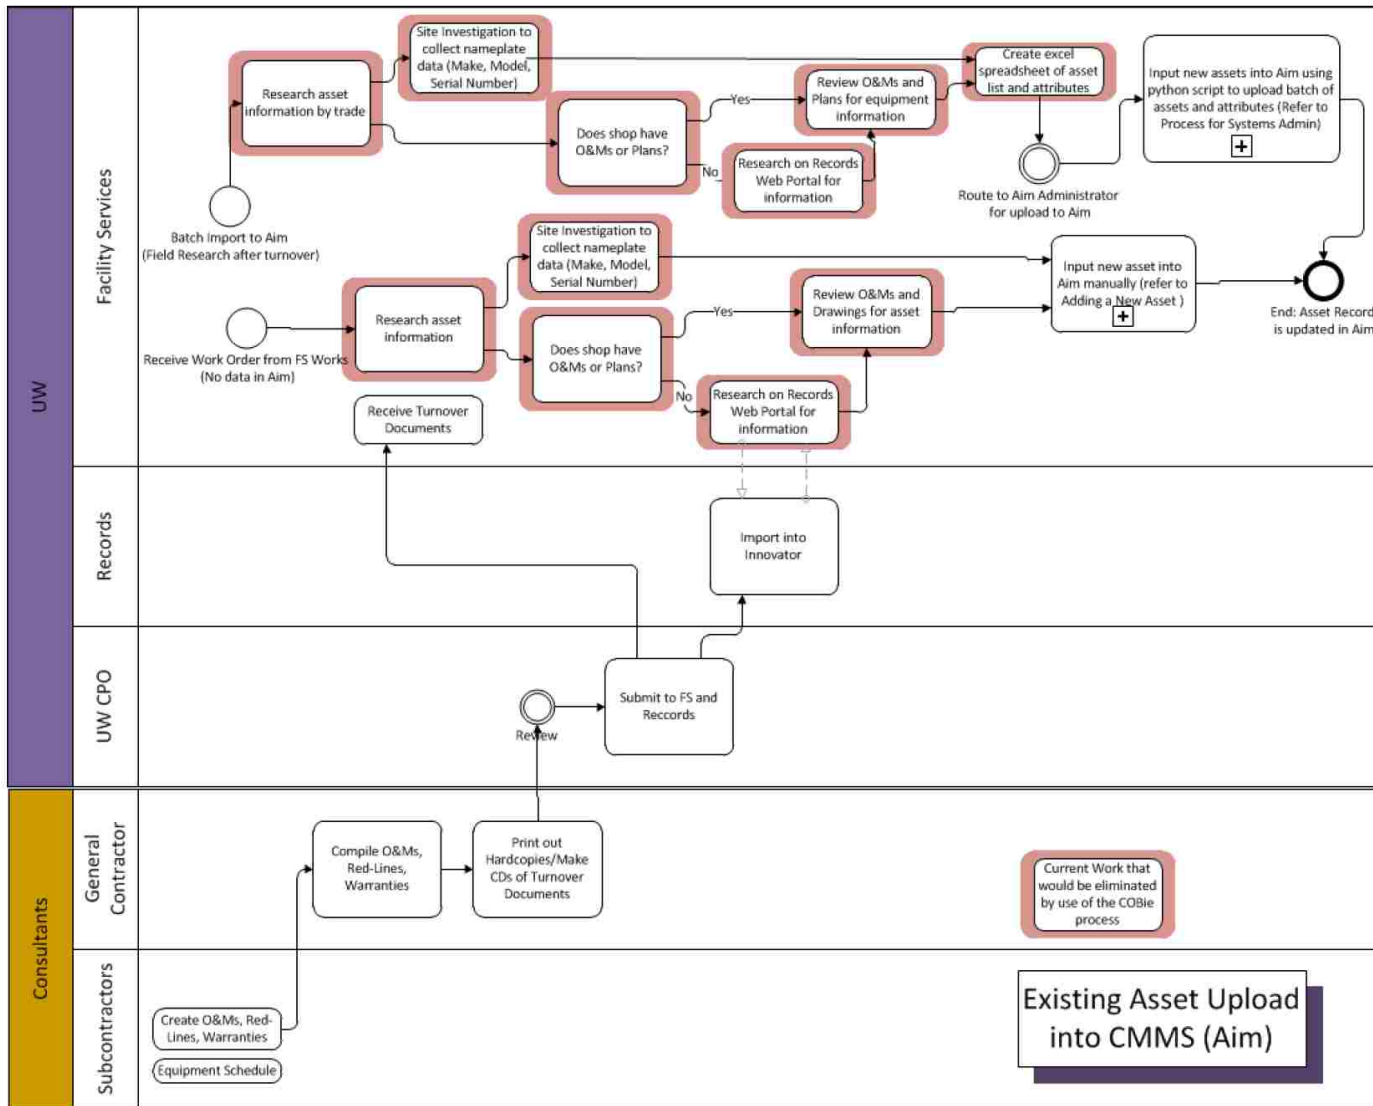 UW
Facility Services
Site Investigation to
collect nameplate
data (Make, Model,
Serial Number)
Research asset
information by trade
Create excel
spreadsheet of asset
list and attributes
Input new assets into Aim using
python script to upload batch of
assets and attributes (Refer to
Process for Systems Admin)
Review O&Ms and
Plans for equipment
information
Yes
Does shop have
O&Ms or Plans?
No
Research on Records
Web Portal for
information
Route to Aim Administrator
for upload to Aim
Batch Import to Aim
(Field Research after turnover)
Site Investigation to
collect nameplate
data (Make, Model,
Serial Number)
Input new asset into
Aim manually (refer to
Adding a New Asset )
End: Asset Record
is updated in Aim
Research asset
information
Review O&Ms and
Drawings for asset
information
Yes
Does shop have
O&Ms or Plans?
Receive Work Order from FS Works
(No data in Aim)
No
Research on Records
Web Portal for
information
Receive Turnover
Documents
Records
Import into
Innovator
UW CPO
Submit to FS and
Reccords
Review
Consultants
General
Contractor
Compile O&Ms,
Red-Lines,
Warranties
Print out
Hardcopies/Make
CDs of Turnover
Documents
Current Work that
would be eliminated
by use of the COBie
process
Subcontractors
Create O&Ms, Red-
Lines, Warranties
Equipment Schedule
Existing Asset Upload
into CMMS (Aim)